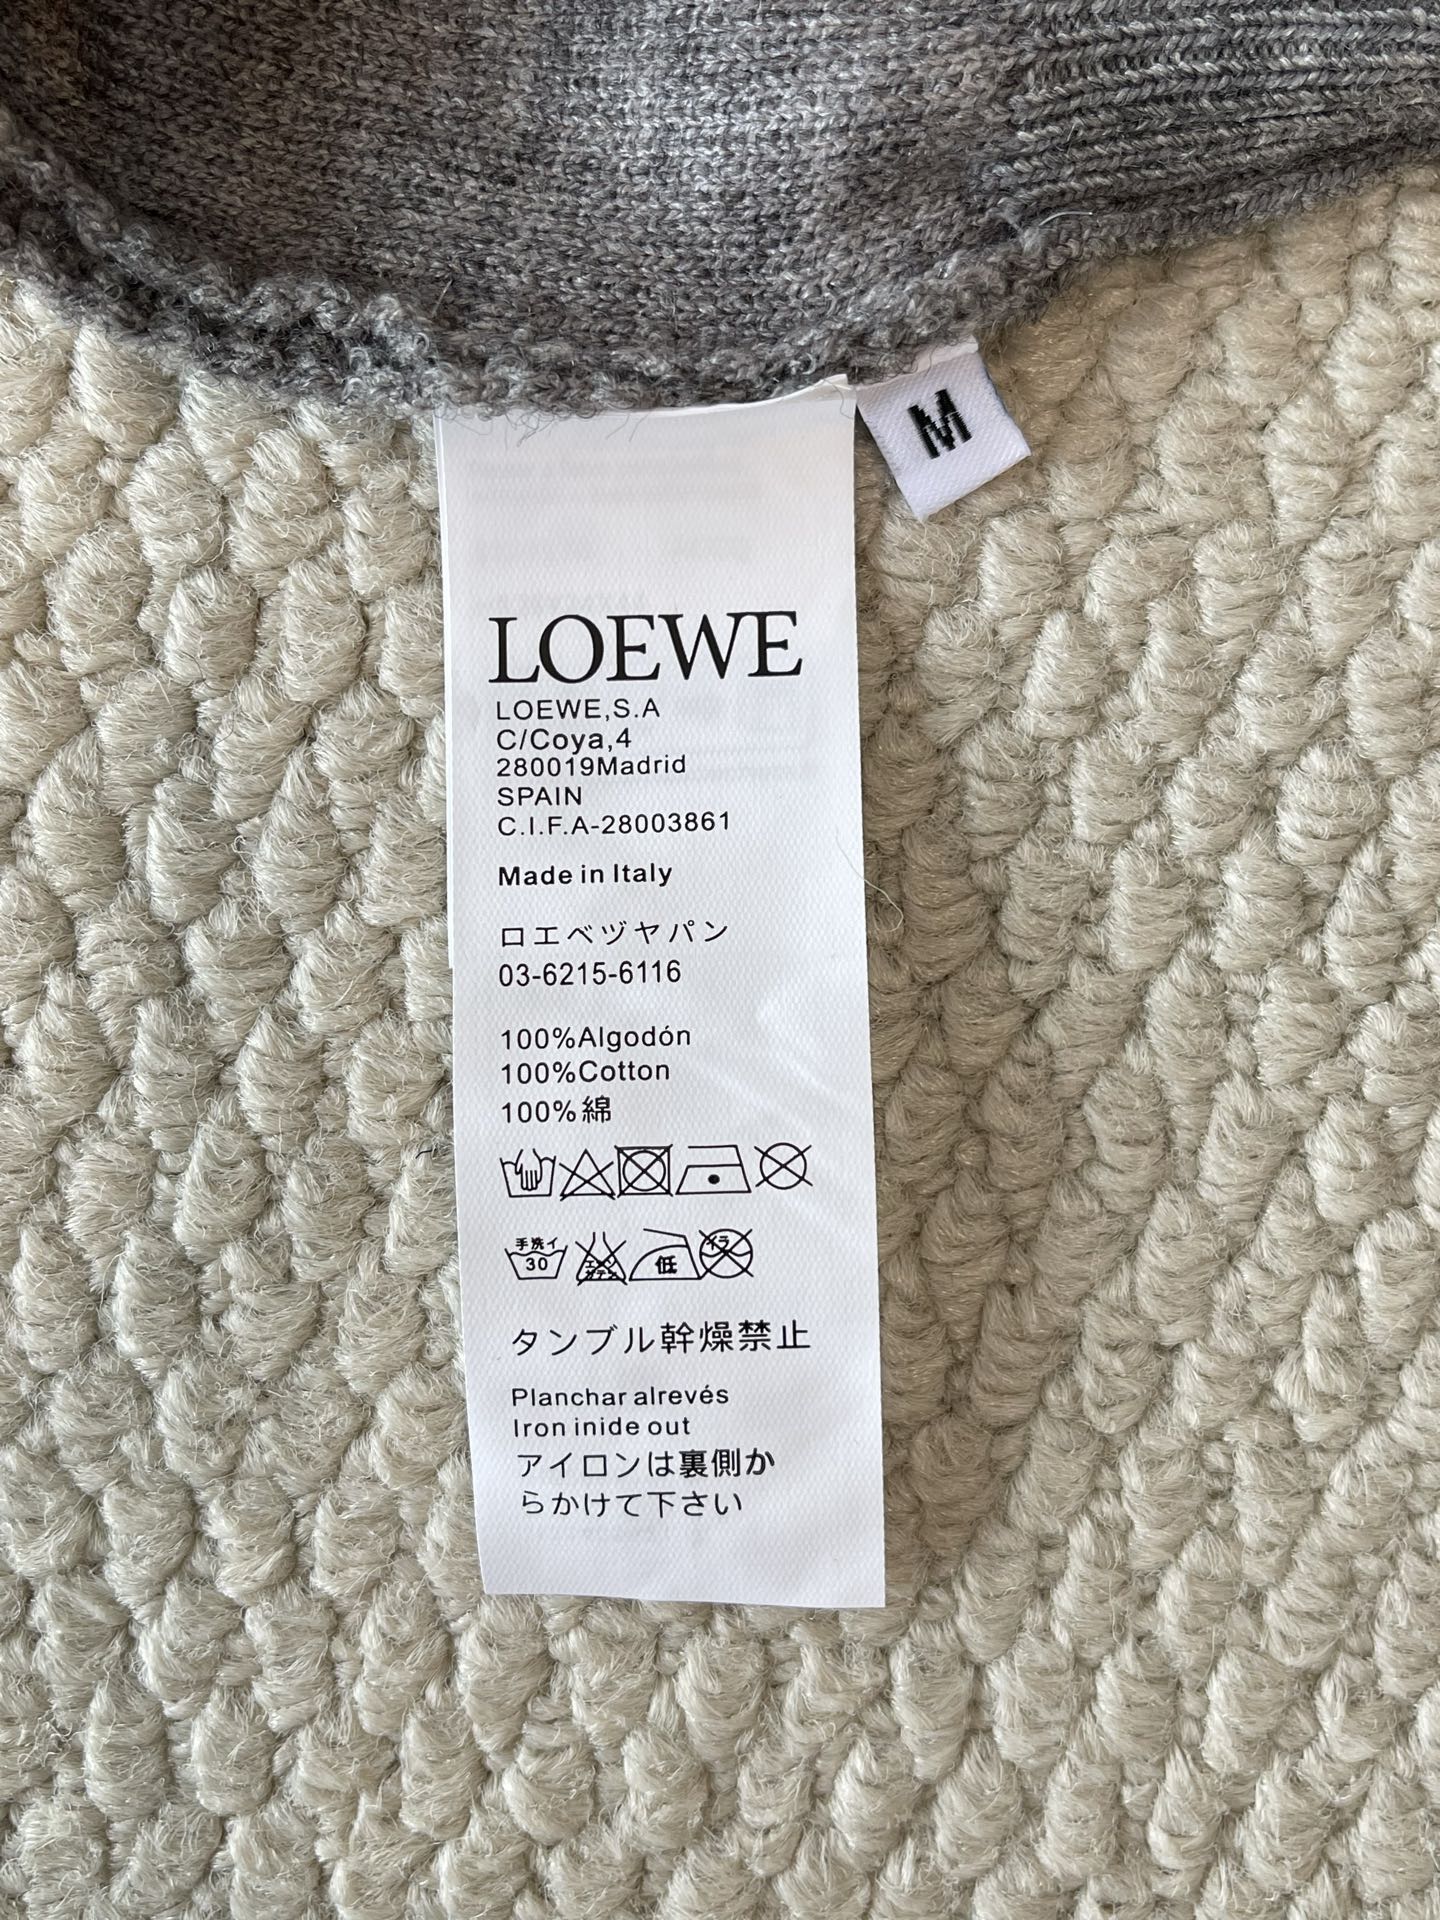 M
LOEWE
LOEWE,S.A
C/Coya,4
280019Madrid
SPAIN
C.I.F.A-28003861
Made in Italy
ロエベヅヤパン
03-6215-6116
100%Algodón
100%Cotton
100%綿
手洗イ
30
低
タンブル幹燥禁止
Planchar alrevés
Iron inide out
アイロンは裏側か
らかけて下さい